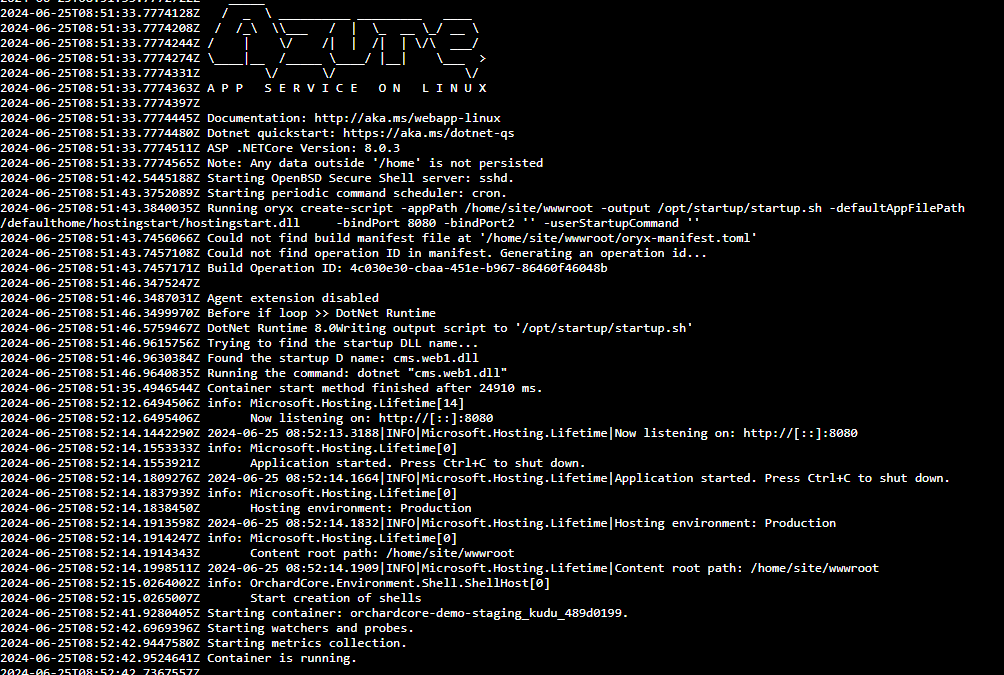 2024-06-25T08:51:33.7774128Z
2024-06-25T08:51:33.7774208Z
2024-06-25T08:51:33.7774244Z
2024-06-25T08:51:33.7774274Z
2024-06-25T08:51:33.7774331Z
2024-06-25T08:51:33.7774363Z A P P   S E R V I C E   O N   L I N U X
2024-06-25T08:51:33.7774397Z
2024-06-25T08:51:33.7774445Z Documentation: http://aka.ms/webapp-linux
2024-06-25T08:51:33.7774480Z Dotnet quickstart: https://aka.ms/dotnet-qs
2024-06-25T08:51:33.7774511Z ASP .NETCore Version: 8.0.3
2024-06-25T08:51:33.7774565Z Note: Any data outside '/home' is not persisted
2024-06-25T08:51:42.5445188Z Starting OpenBSD Secure Shell server: sshd.
2024-06-25T08:51:43.3752089Z Starting periodic command scheduler: cron.
2024-06-25T08:51:43.3840035Z Running oryx create-script -appPath /home/site/wwwroot -output /opt/startup/startup.sh -defaultAppFilePath
/defaulthome/hostingstart/hostingstart.dll     -bindPort 8080 -bindPort2 '' -userStartupCommand ''
2024-06-25T08:51:43.7456066Z Could not find build manifest file at '/home/site/wwwroot/oryx-manifest.toml'
2024-06-25T08:51:43.7457108Z Could not find operation ID in manifest. Generating an operation id...
2024-06-25T08:51:43.7457171Z Build Operation ID: 4c030e30-cbaa-451e-b967-86460f46048b
2024-06-25T08:51:46.3475247Z
2024-06-25T08:51:46.3487031Z Agent extension disabled
2024-06-25T08:51:46.3499970Z Before if loop >> DotNet Runtime
2024-06-25T08:51:46.5759467Z DotNet Runtime 8.0Writing output script to '/opt/startup/startup.sh'
2024-06-25T08:51:46.9615756Z Trying to find the startup DLL name...
2024-06-25T08:51:46.9630384Z Found the startup D name: cms.web1.dll
2024-06-25T08:51:46.9640835Z Running the command: dotnet "cms.web1.dll"
2024-06-25T08:51:35.4946544Z Container start method finished after 24910 ms.
2024-06-25T08:52:12.6494506Z info: Microsoft.Hosting.Lifetime[14]
2024-06-25T08:52:12.6495406Z       Now listening on: http://[::]:8080
2024-06-25T08:52:14.1442290Z 2024-06-25 08:52:13.3188|INFO|Microsoft.Hosting.Lifetime|Now listening on: http://[::]:8080
2024-06-25T08:52:14.1553333Z info: Microsoft.Hosting.Lifetime[0]
2024-06-25T08:52:14.1553921Z       Application started. Press Ctrl+C to shut down.
2024-06-25T08:52:14.1809276Z 2024-06-25 08:52:14.1664|INFO|Microsoft.Hosting.Lifetime|Application started. Press Ctrl+C to shut down.
2024-06-25T08:52:14.1837939Z info: Microsoft.Hosting.Lifetime[0]
2024-06-25T08:52:14.1838450Z       Hosting environment: Production
2024-06-25T08:52:14.1913598Z 2024-06-25 08:52:14.1832|INFO|Microsoft.Hosting.Lifetime|Hosting environment: Production
2024-06-25T08:52:14.1914247Z info: Microsoft.Hosting.Lifetime[0]
2024-06-25T08:52:14.1914343Z       Content root path: /home/site/wwwroot
2024-06-25T08:52:14.1998511Z 2024-06-25 08:52:14.1909|INFO|Microsoft.Hosting.Lifetime|Content root path: /home/site/wwwroot
2024-06-25T08:52:15.0264002Z info: OrchardCore.Environment.Shell.ShellHost[0]
2024-06-25T08:52:15.0265007Z       Start creation of shells
2024-06-25T08:52:41.9280405Z Starting container: orchardcore-demo-staging_kudu_489d0199.
2024-06-25T08:52:42.6969396Z Starting watchers and probes.
2024-06-25T08:52:42.9447580Z Starting metrics collection.
2024-06-25T08:52:42.9524641Z Container is running.